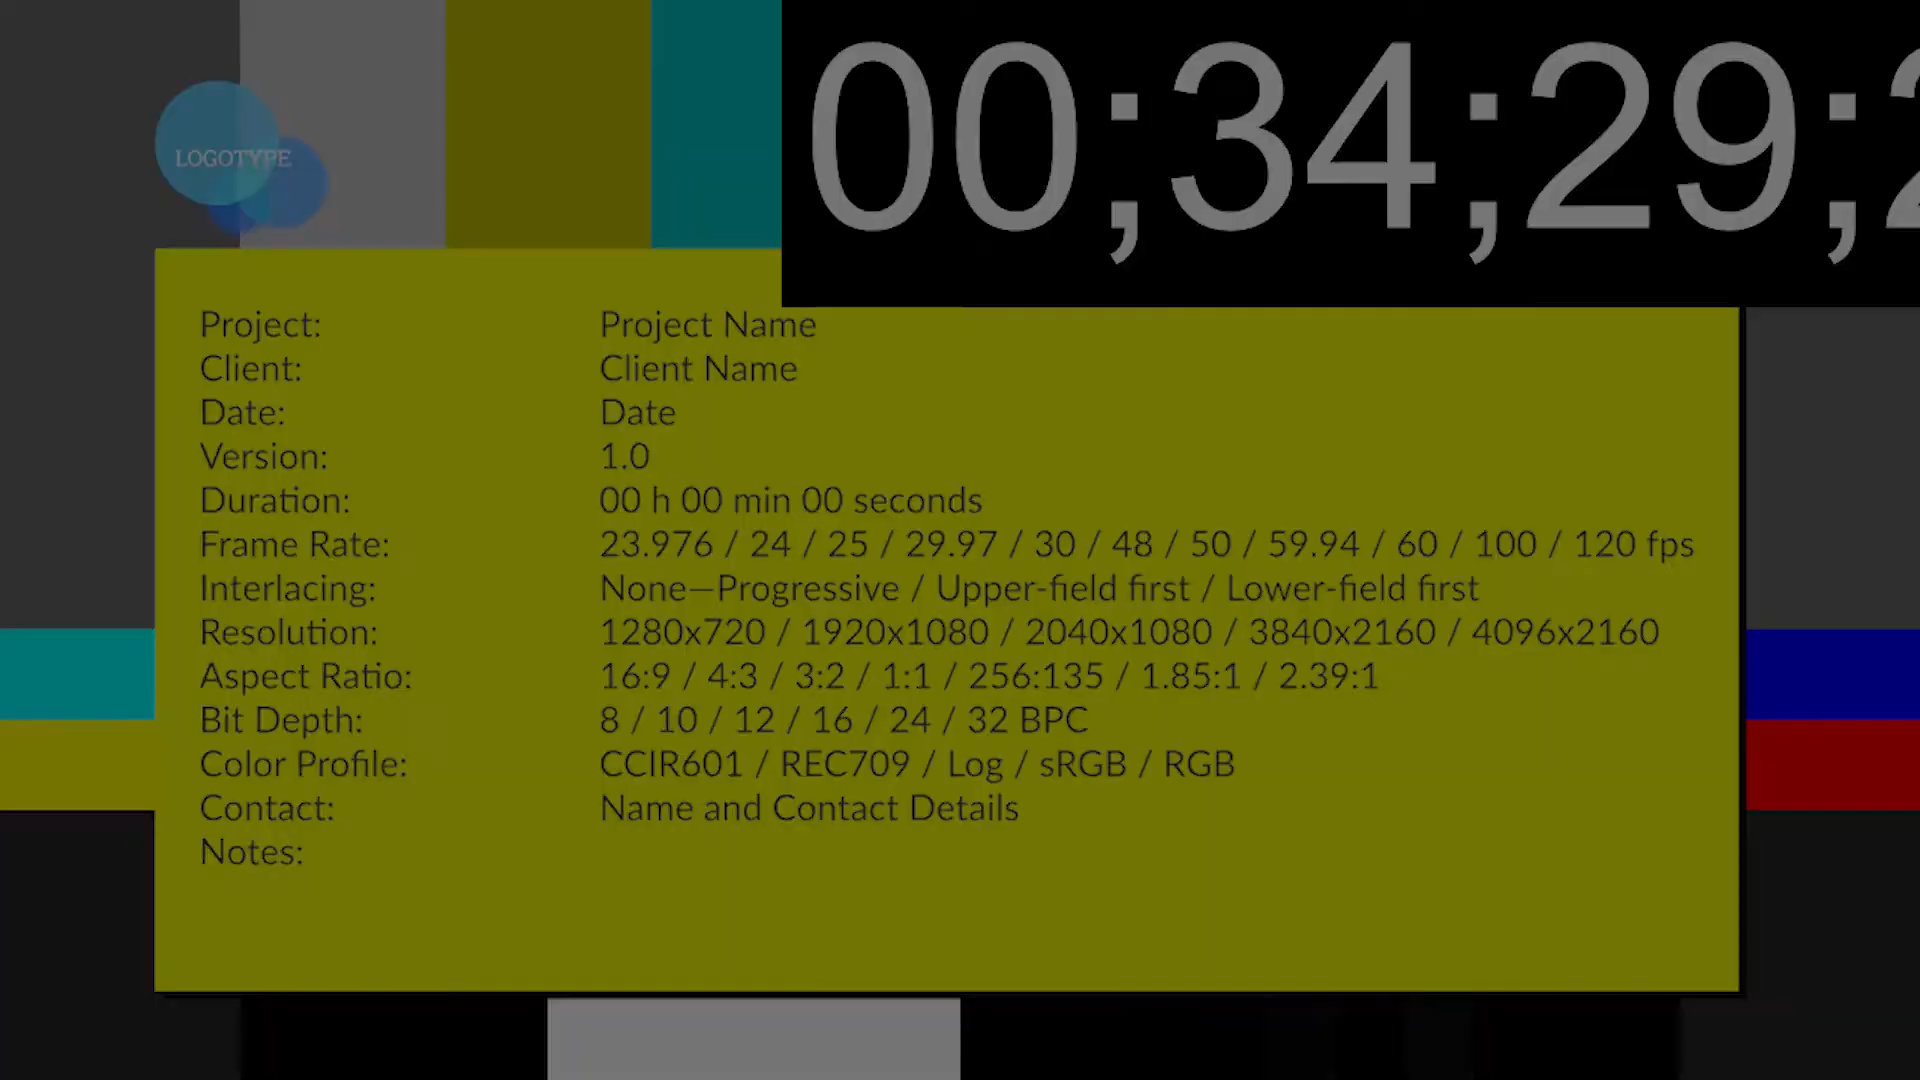 00;34;29;2
LOGOTYPE
Project: Project Name
Client: Client Name
Date: Date
Version: 1.0
Duration: 00 h 00 min 00 seconds
Frame Rate: 23.976 / 24 / 25 / 29.97 / 30 / 48 / 50 / 59.94 / 60 / 100 / 120 fps
Interlacing: None—Progressive / Upper-field first / Lower-field first
Resolution: 1280x720 / 1920x1080 / 2040x1080 / 3840x2160 / 4096x2160
Aspect Ratio: 16:9 / 4:3 / 3:2 / 1:1 / 256:135 / 1.85:1 / 2.39:1
Bit Depth: 8 / 10 / 12 / 16 / 24 / 32 BPC
Color Profile: CCIR601 / REC709 / Log / sRGB / RGB
Contact: Name and Contact Details
Notes: